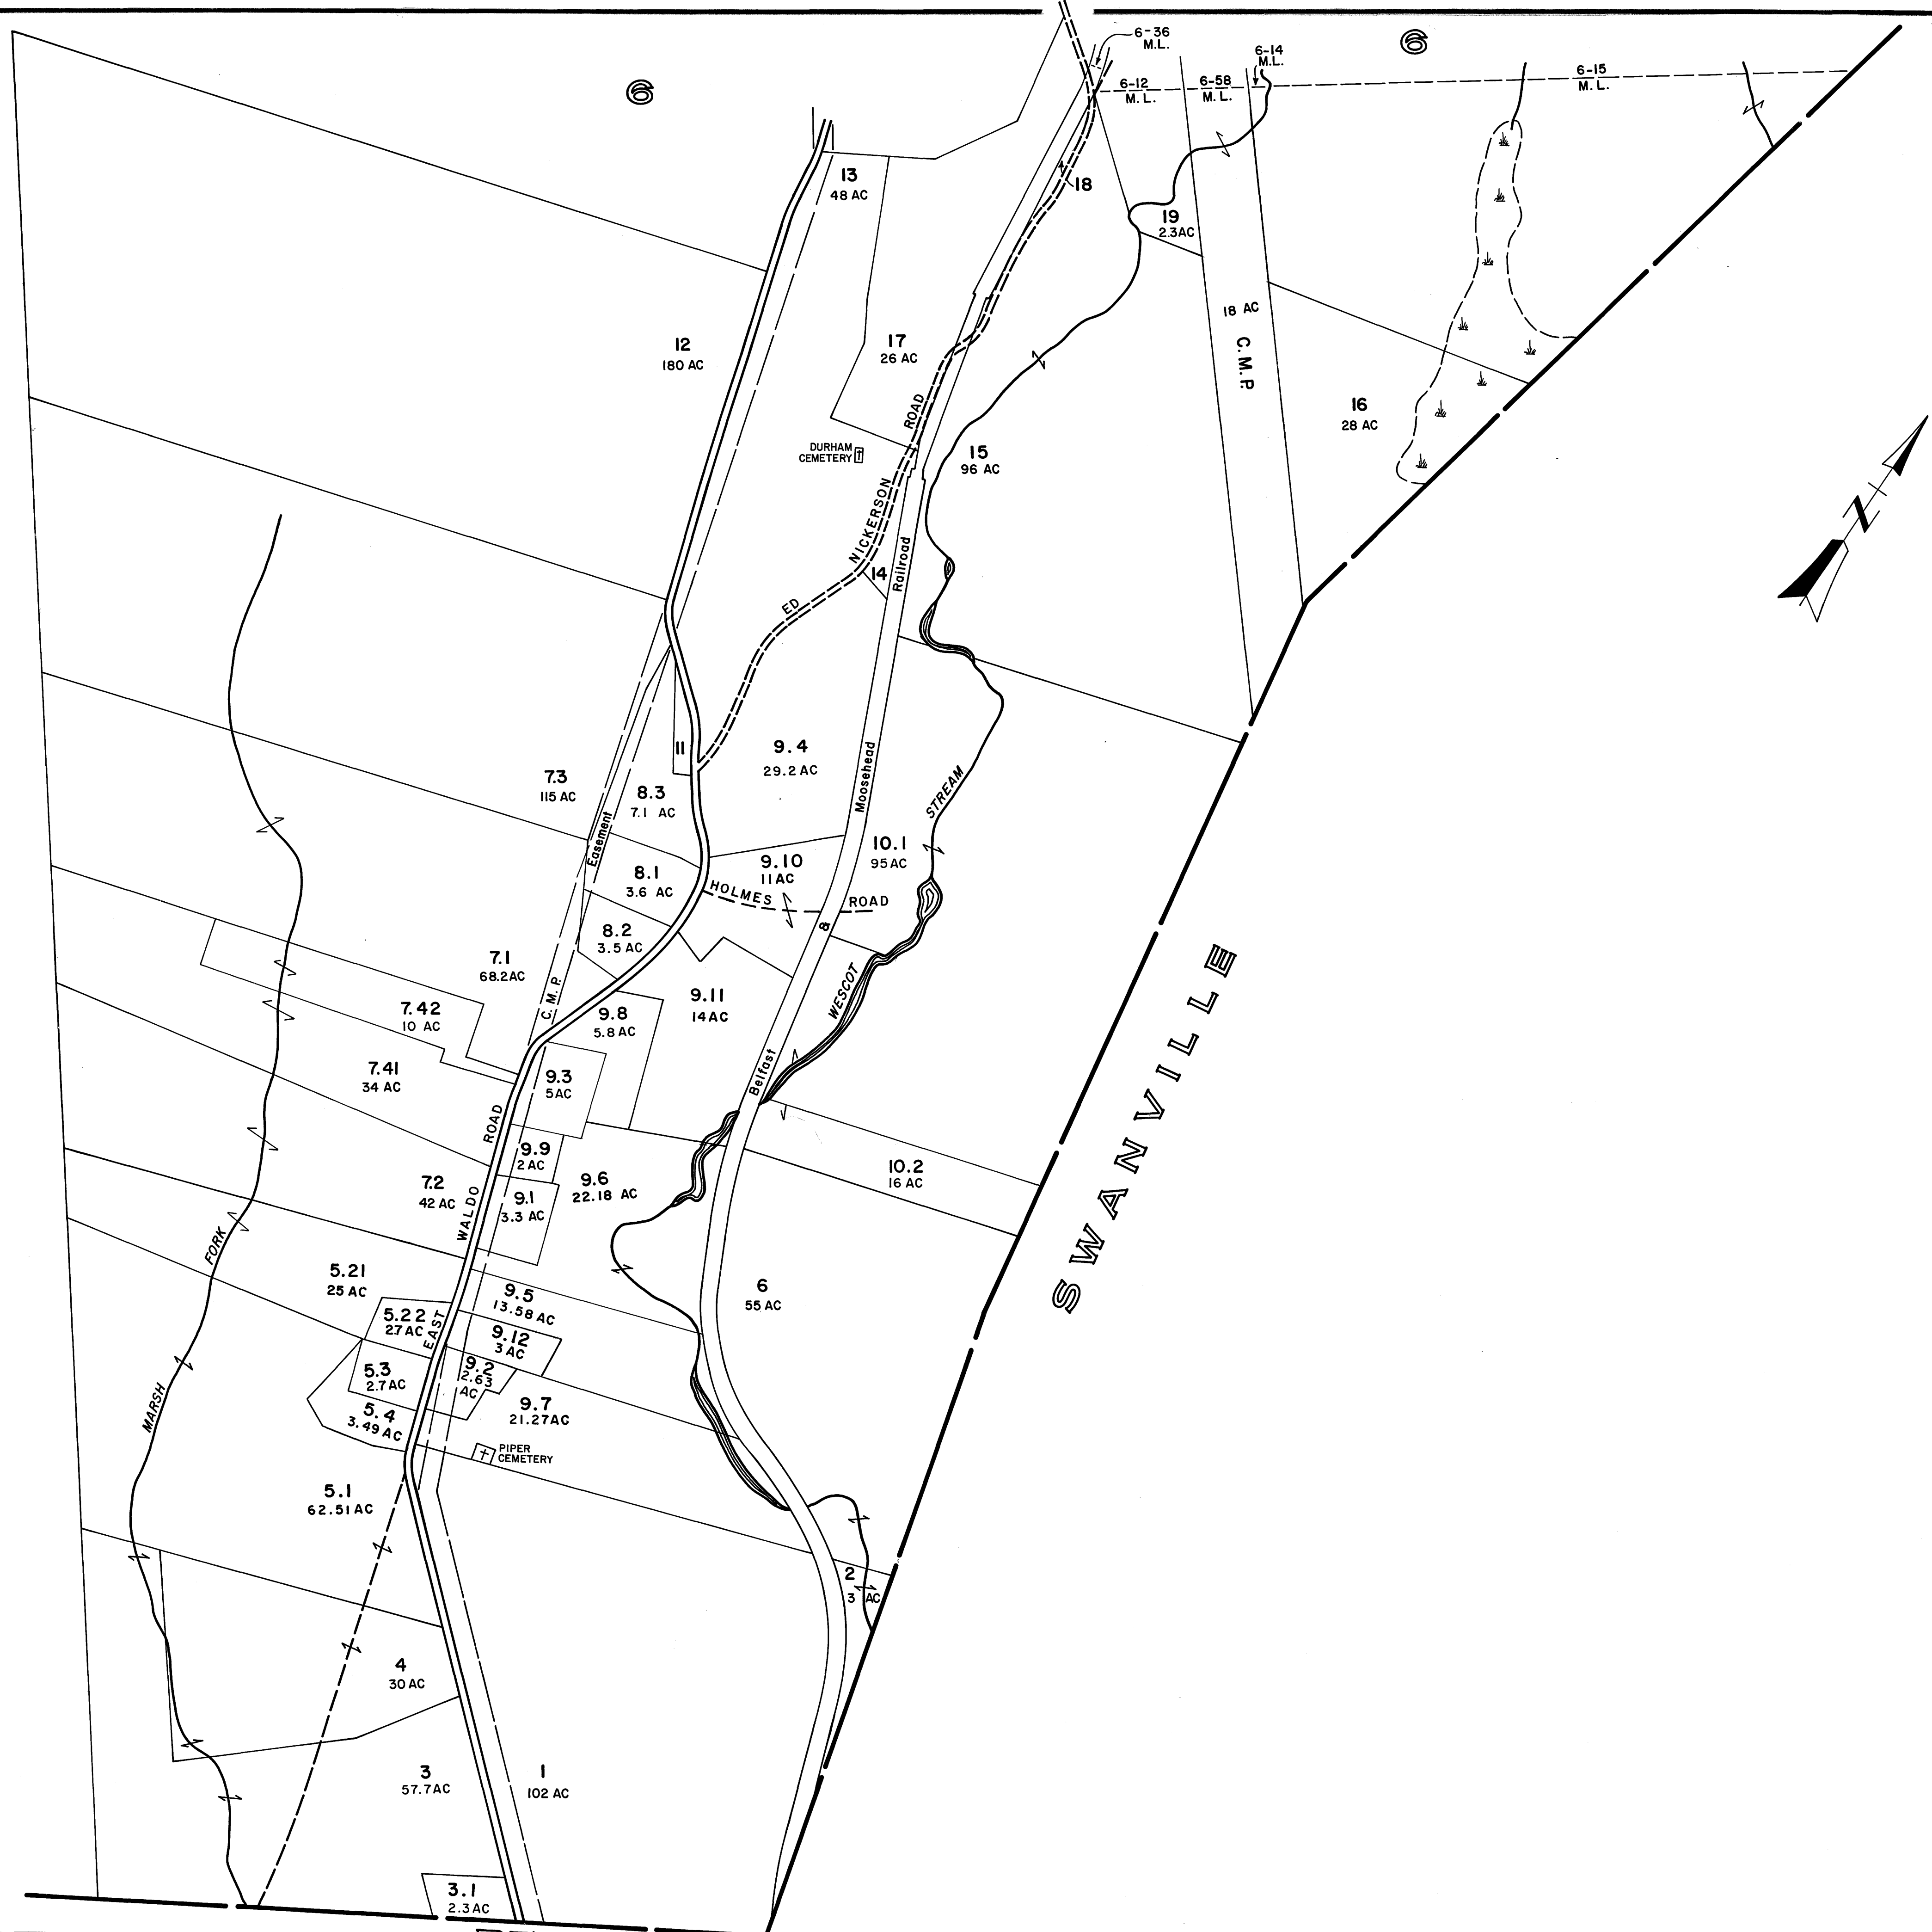 6-36
M.L.
6
6-14
M.L.
6
6-12
M.L.
6-58
M.L.
6-15
M.L.
13
48 AC
18
19
2.3AC
18 AC
C.M.P.
12
180 AC
17
26 AC
16
28 AC
DURHAM
CEMETERY
15
96 AC
ED NICKERSON ROAD
14
N
11
9.4
29.2 AC
7.3
115 AC
8.3
7.1 AC
Belfast & Moosehead Railroad
WESCOT STREAM
C.M.P. Easement
10.1
95 AC
9.10
11 AC
8.1
3.6 AC
HOLMES ROAD
8.2
3.5 AC
7.1
68.2AC
9.11
14 AC
7.42
10 AC
9.8
5.8 AC
7.41
34 AC
9.3
5AC
SWANVILLE
9.9
2 AC
9.6
22.18 AC
10.2
16 AC
7.2
42 AC
9.1
3.3 AC
EAST WALDO ROAD
MARSH FORK
5.21
25 AC
9.5
13.58 AC
6
55 AC
5.22
2.7 AC
9.12
3 AC
5.3
2.7 AC
9.2
2.63
AC
5.4
3.49 AC
9.7
21.27 AC
PIPER
CEMETERY
5.1
62.51 AC
2
3 AC
4
30 AC
3
57.7 AC
1
102 AC
3.1
2.3 AC